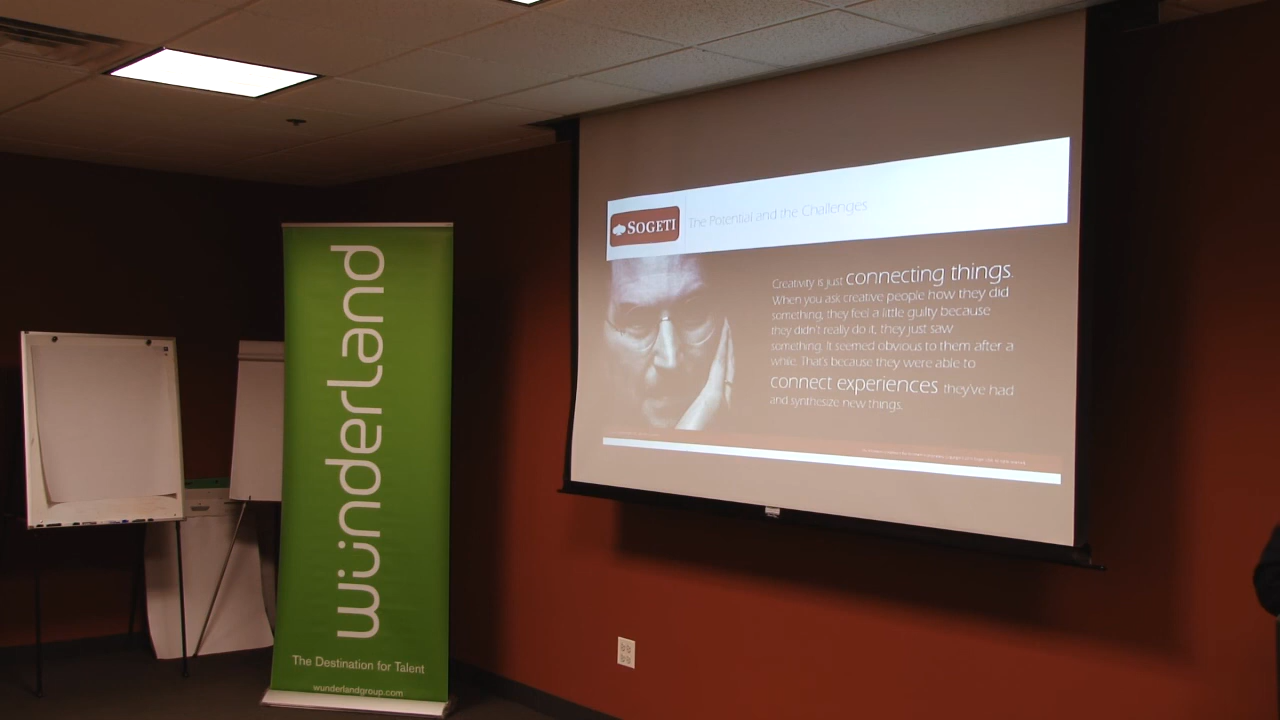 wünderland
The Destination for Talent
wunderlandgroup.com
SOGETI
The Potential and the Challenges
Creativity is just connecting things.
When you ask creative people how they did
something, they feel a little guilty because
they didn't really do it, they just saw
something. It seemed obvious to them after a
while. That's because they were able to
connect experiences they've had
and synthesize new things.